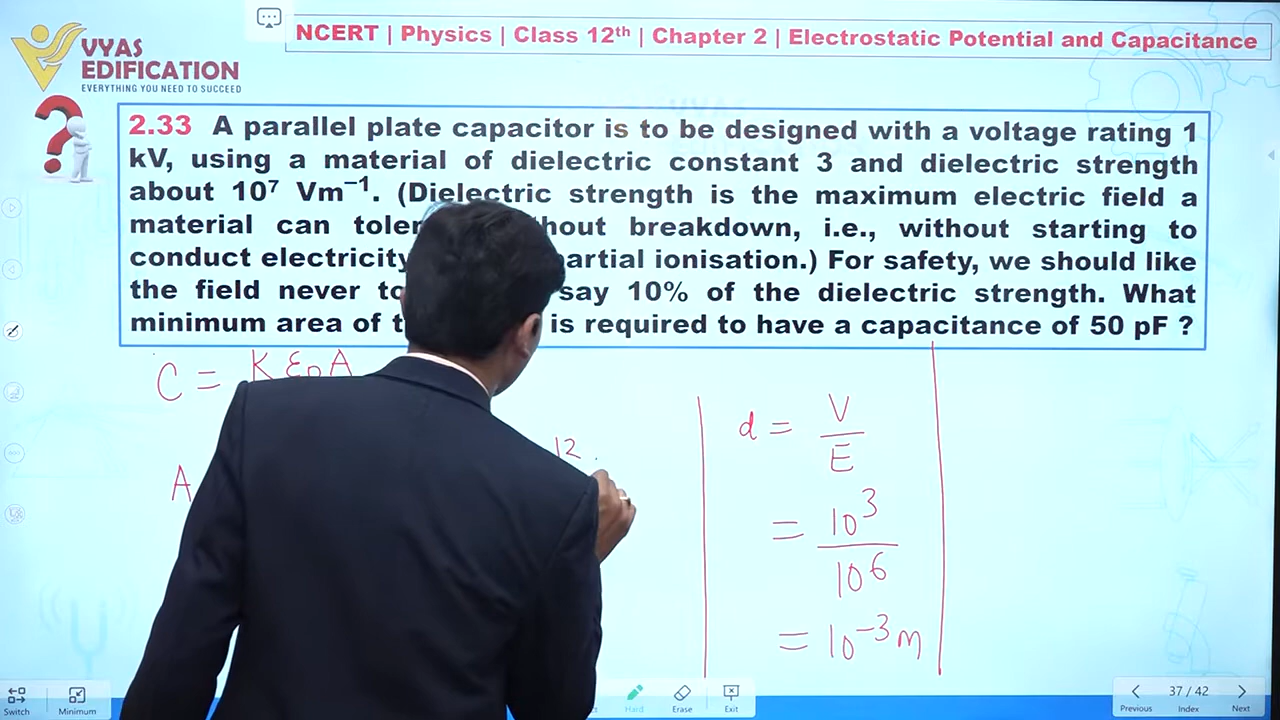 NCERT | Physics | Class 12th | Chapter 2 | Electrostatic Potential and Capacitance
VYAS
EDIFICATION
EVERYTHING YOU NEED TO SUCCEED
2.33 A parallel plate capacitor is to be designed with a voltage rating 1
kV, using a material of dielectric constant 3 and dielectric strength
about 10⁷ Vm⁻¹. (Dielectric strength is the maximum electric field a
material can breakdown, i.e., without starting to
conduct electricity partial ionisation.) For safety, we should like
the field never say 10% of the dielectric strength. What
minimum area of is required to have a capacitance of 50 pF ?
C = K ε₀ A
A
12
d = V
E
= 10³
10⁶
= 10⁻³ m
Switch
Minimum
Hard
Erase
Exit
37 / 42
Previous
Index
Next